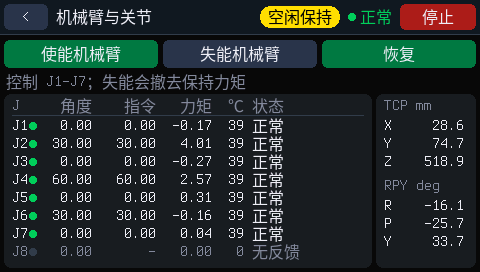 机械臂与关节 空闲保持 正常 停止
使能机械臂 失能机械臂 恢复
控制 J1-J7; 失能会撤去保持力矩
J 角度 指令 力矩 ℃ 状态
J1 0.00 0.00 -0.17 39 正常
J2 30.00 30.00 4.01 39 正常
J3 0.00 0.00 -0.27 39 正常
J4 60.00 60.00 2.57 39 正常
J5 0.00 0.00 0.31 39 正常
J6 30.00 30.00 -0.16 39 正常
J7 0.00 0.00 0.04 39 正常
J8 0.00 - 0.00 0 无反馈
TCP mm
X 28.6
Y 74.7
Z 518.9
RPY deg
R -16.1
P -25.7
Y 33.7